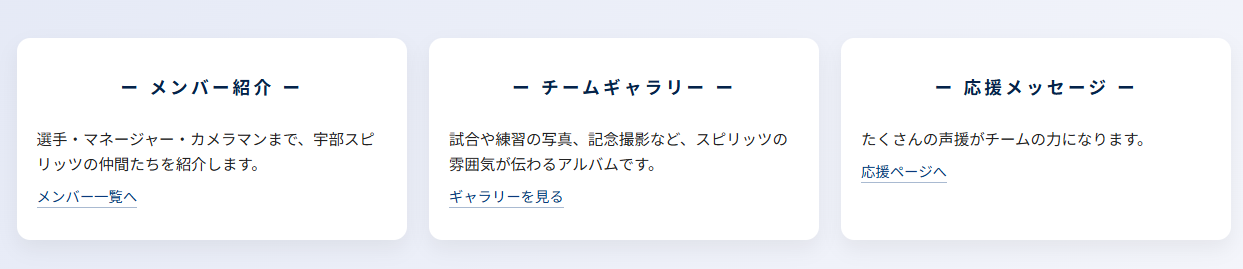 ー メンバー紹介 ー
選手・マネージャー・カメラマンまで、宇部スピ
リッツの仲間たちを紹介します。
メンバー一覧へ
ー チームギャラリー ー
試合や練習の写真、記念撮影など、スピリッツの
雰囲気が伝わるアルバムです。
ギャラリーを見る
ー 応援メッセージ ー
たくさんの声援がチームの力になります。
応援ページへ